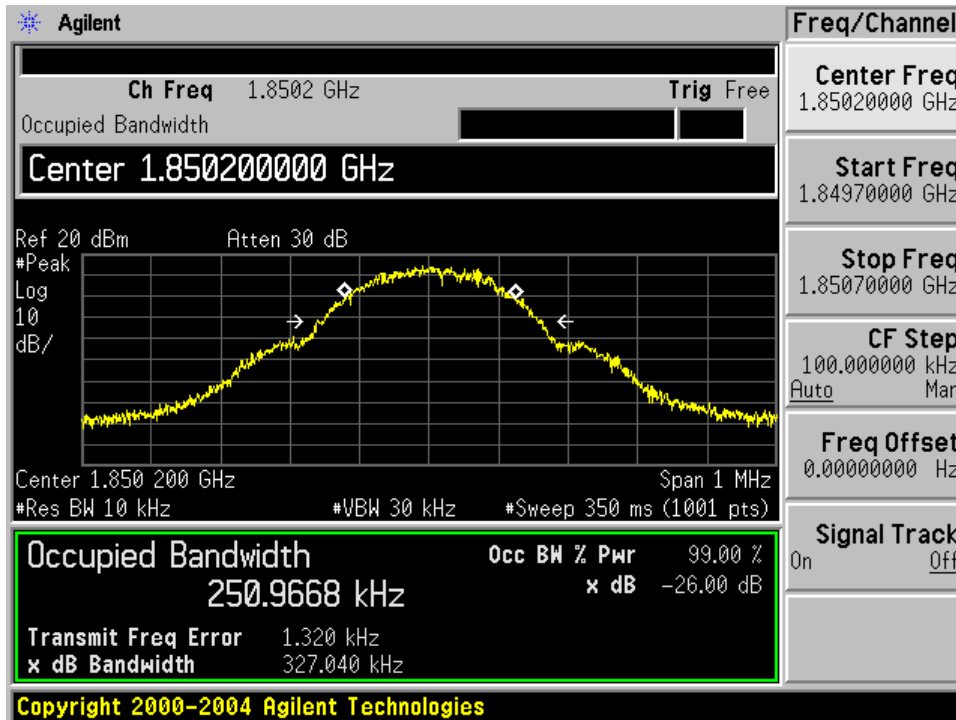 Agilent
Freq/Channel
Ch Freq 1.8502 GHz Trig Free
Occupied Bandwidth
Center 1.850200000 GHz
Ref 20 dBm Atten 30 dB
#Peak
Log
10
dB/
Center 1.850 200 GHz Span 1 MHz
#Res BW 10 kHz #VBW 30 kHz #Sweep 350 ms (1001 pts)
Occupied Bandwidth Occ BW % Pwr 99.00 %
250.9668 kHz x dB -26.00 dB
Transmit Freq Error 1.320 kHz
x dB Bandwidth 327.040 kHz
Copyright 2000-2004 Agilent Technologies
Center Freq
1.85020000 GHz
Start Freq
1.84970000 GHz
Stop Freq
1.85070000 GHz
CF Step
100.000000 kHz
Auto Man
Freq Offset
0.00000000 Hz
Signal Track
On Off